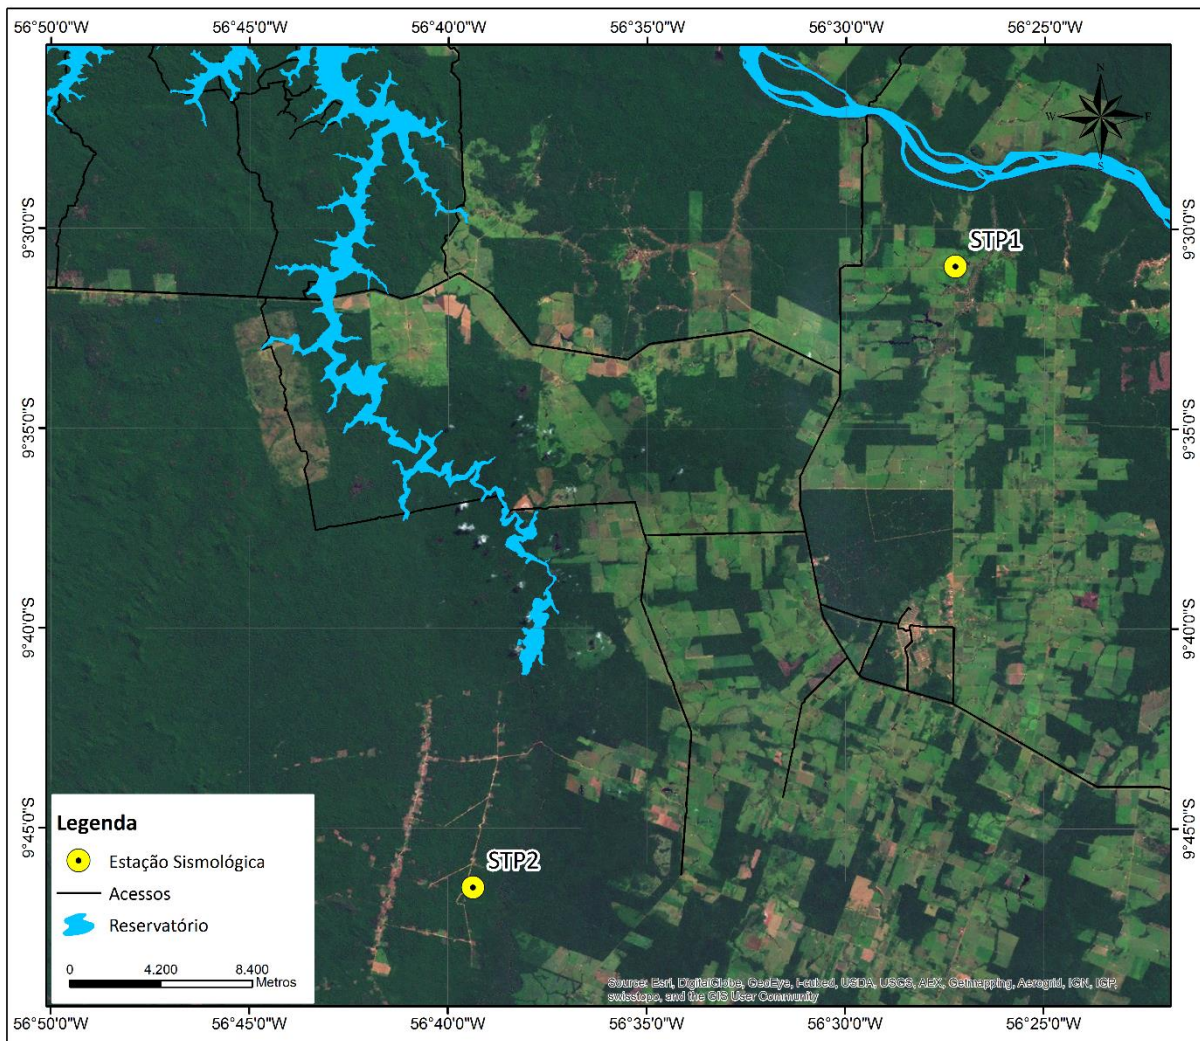 56°50'0"W 56°45'0"W 56°40'0"W 56°35'0"W 56°30'0"W 56°25'0"W
N
W E
S
9°30'0"S 9°30'0"S
STP1
9°35'0"S 9°35'0"S
9°40'0"S 9°40'0"S
9°45'0"S 9°45'0"S
Legenda
Estação Sismológica
STP2
Acessos
Reservatório
0 4.200 8.400
Metros
Source: Esri, DigitalGlobe, GeoEye, i-cubed, USDA, USGS, AEX, Getmapping, Aerogrid, IGN, IGP,
swisstopo, and the GIS User Community
56°50'0"W 56°45'0"W 56°40'0"W 56°35'0"W 56°30'0"W 56°25'0"W